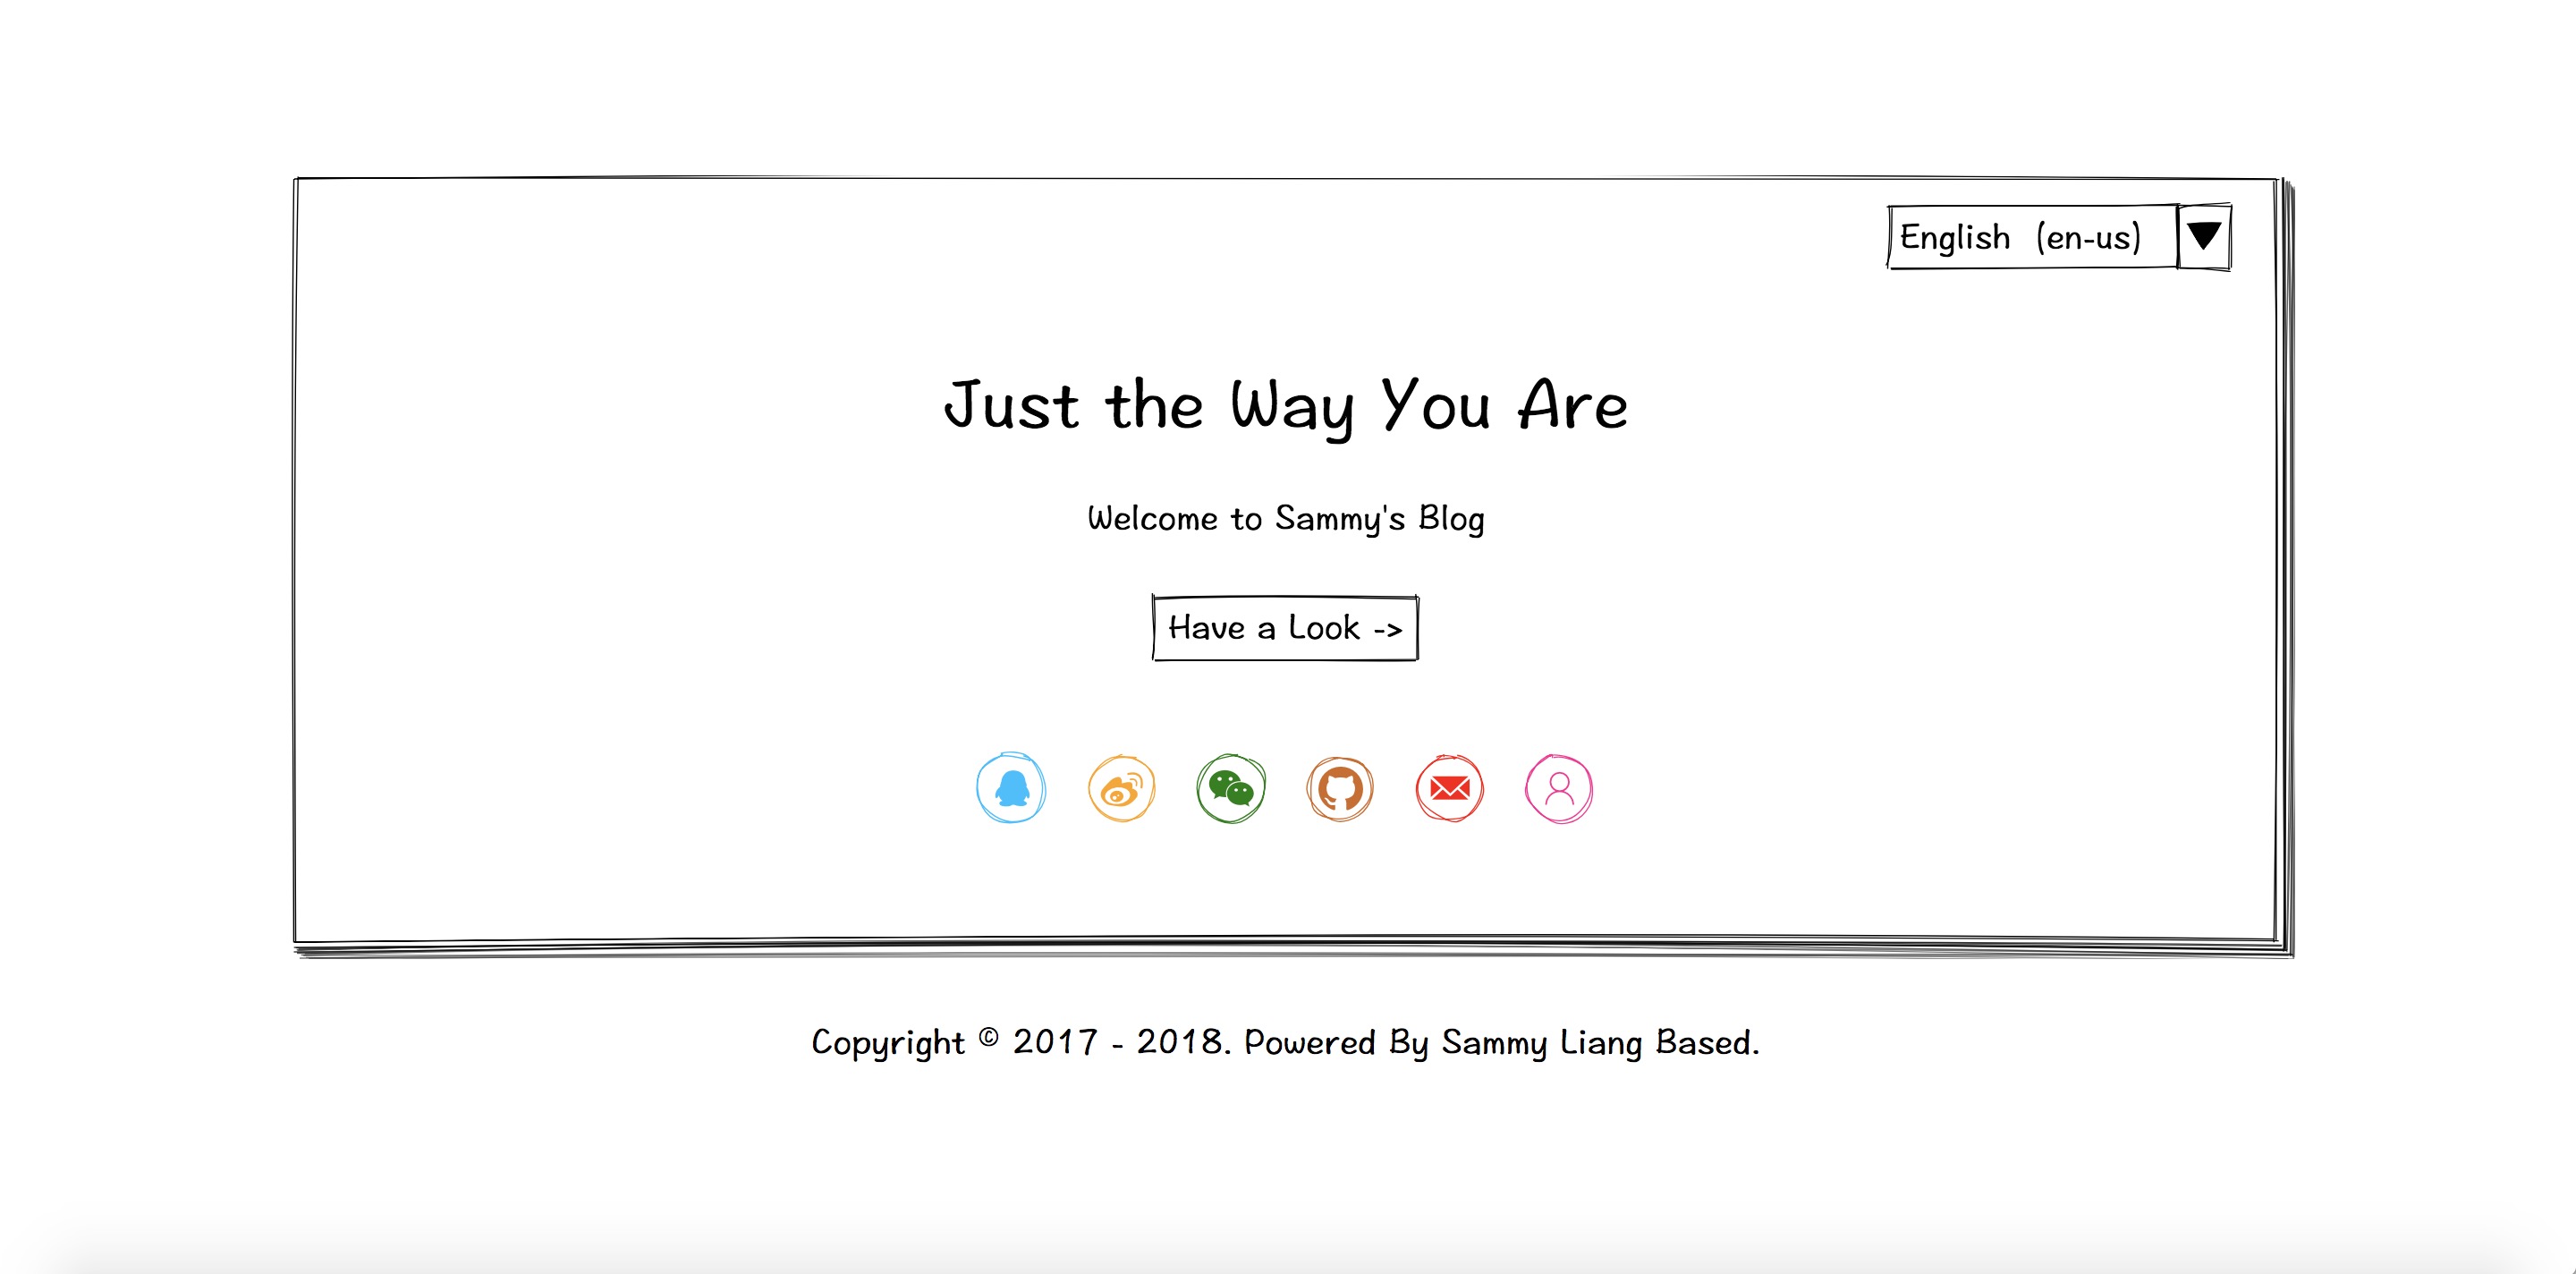 English (en-us)
Just the Way You Are
Welcome to Sammy's Blog
Have a Look ->
Copyright © 2017 - 2018. Powered By Sammy Liang Based.